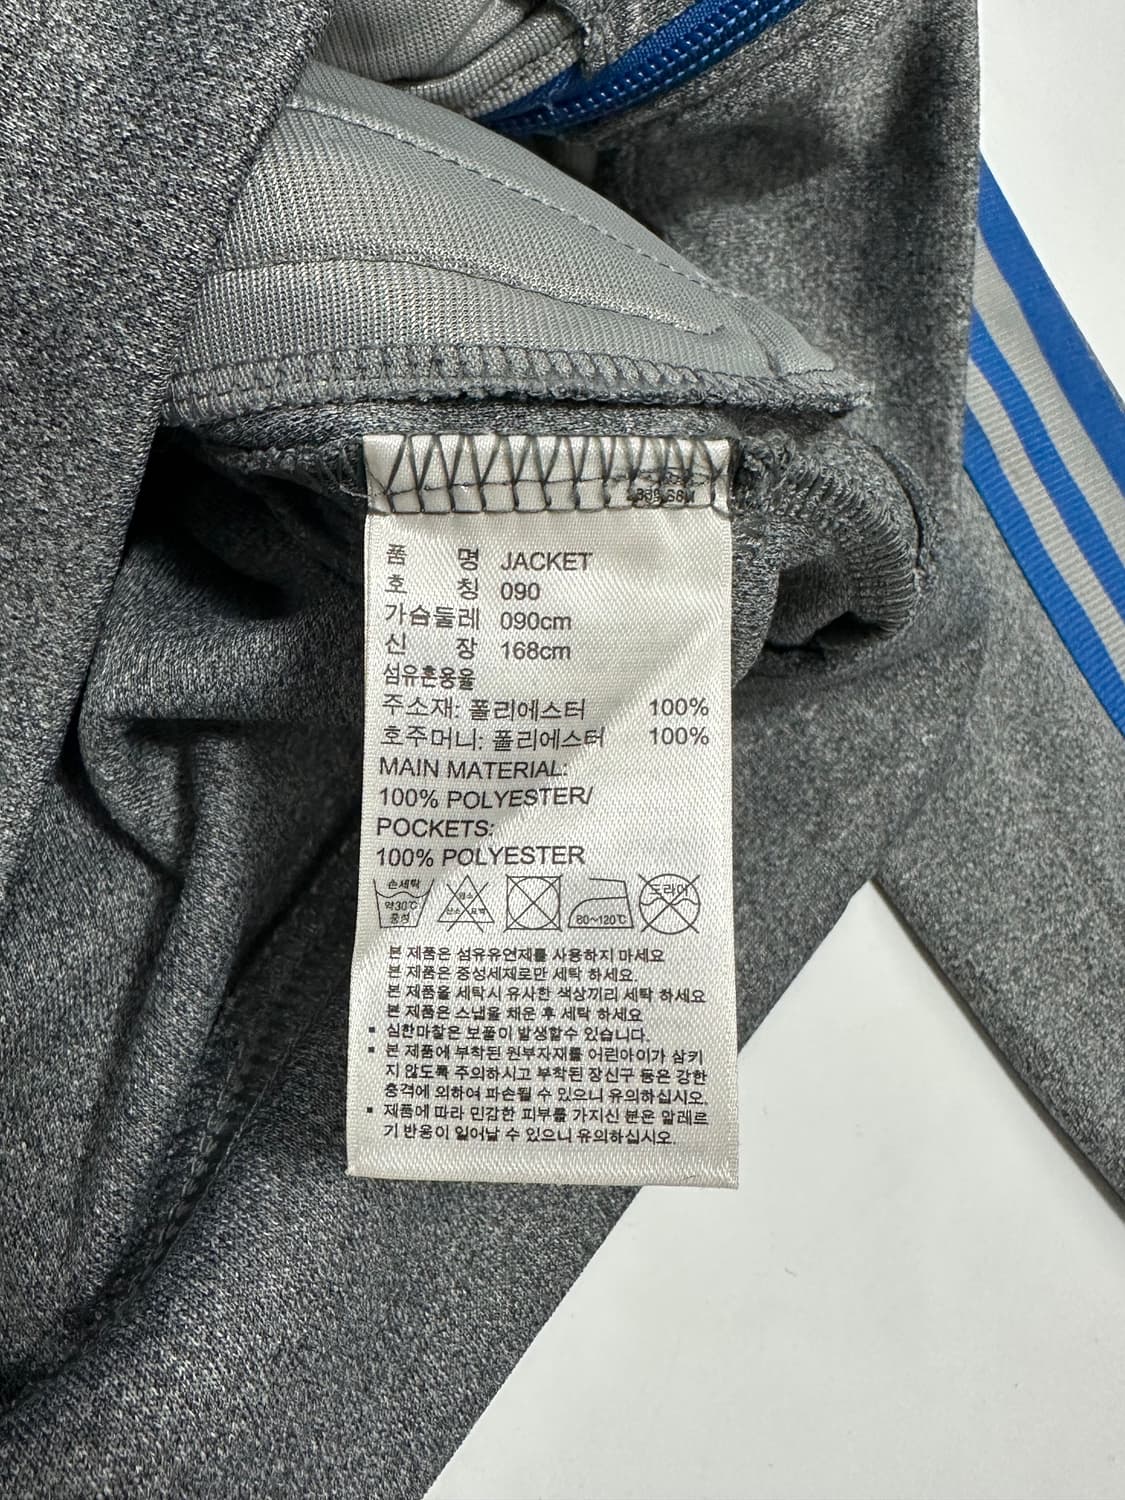 품 명 JACKET
호 칭 090
가슴둘레 090cm
신 장 168cm
섬유혼용율
주소재: 폴리에스터 100%
호주머니: 폴리에스터 100%
MAIN MATERIAL:
100% POLYESTER/
POCKETS:
100% POLYESTER
손세탁
약30℃
중성
염소
산소 표백
80~120℃
드라이
본 제품은 섬유유연제를 사용하지 마세요
본 제품은 중성세제로만 세탁 하세요.
본 제품을 세탁시 유사한 색상끼리 세탁 하세요
본 제품은 스냅을 채운 후 세탁 하세요
▪ 심한마찰은 보풀이 발생할수 있습니다.
▪ 본 제품에 부착된 원부자재를 어린아이가 삼키
지 않도록 주의하시고 부착된 장신구 등은 강한
충격에 의하여 파손될 수 있으니 유의하십시오.
▪ 제품에 따라 민감한 피부를 가지신 분은 알레르
기 반응이 일어날 수 있으니 유의하십시오.